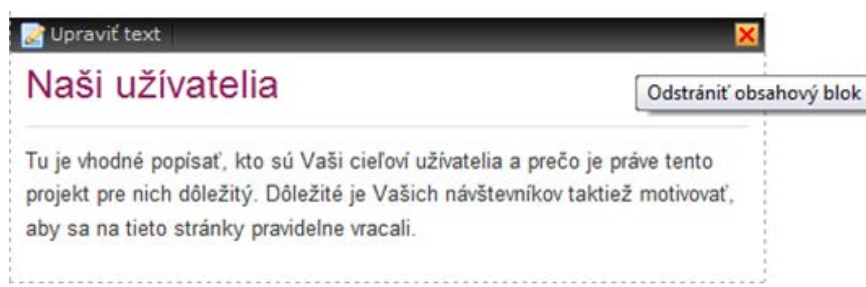 Upraviť text
Naši užívatelia
Odstrániť obsahový blok
Tu je vhodné popísať, kto sú Vaši cieľoví užívatelia a prečo je práve tento
projekt pre nich dôležitý. Dôležité je Vašich návštevníkov taktiež motivovať,
aby sa na tieto stránky pravidelne vracali.